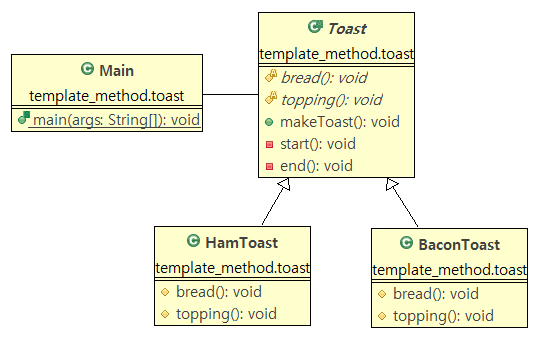 Toast
template_method.toast
bread(): void
topping(): void
makeToast(): void
start(): void
end(): void
Main
template_method.toast
main(args: String[]): void
HamToast
template_method.toast
bread(): void
topping(): void
BaconToast
template_method.toast
bread(): void
topping(): void